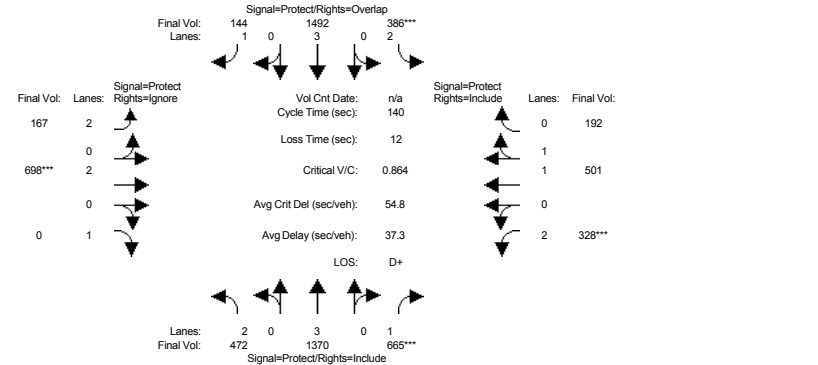 Signal=Protect/Rights=Overlap
Final Vol: 144 1492 386***
Lanes: 1 0 3 0 2
Signal=Protect
Rights=Ignore
Signal=Protect
Rights=Include
Final Vol: Lanes: Vol Cnt Date: n/a Lanes: Final Vol:
Cycle Time (sec): 140
167 2 0 192
Loss Time (sec): 12
0 1
698*** 2 Critical V/C: 0.864 1 501
0 Avg Crit Del (sec/veh): 54.8 0
0 1 Avg Delay (sec/veh): 37.3 2 328***
LOS: D+
Lanes: 2 0 3 0 1
Final Vol: 472 1370 665***
Signal=Protect/Rights=Include